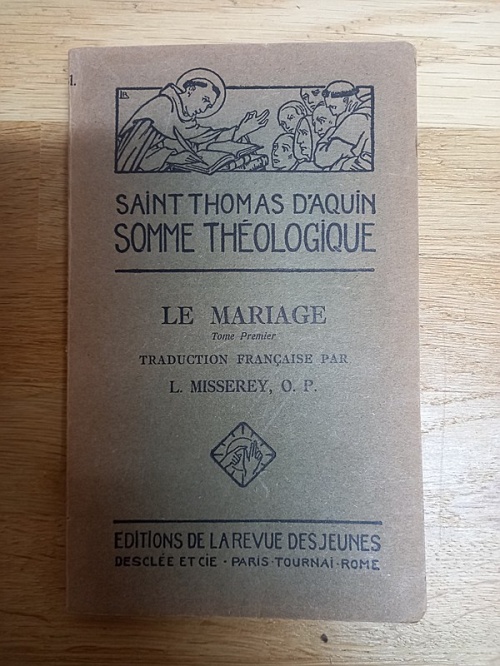 1.
SAINT THOMAS D'AQUIN
SOMME THÉOLOGIQUE
LE MARIAGE
Tome Premier
TRADUCTION FRANÇAISE PAR
L. MISSEREY, O. P.
EDITIONS DE LA REVUE DES JEUNES
DESCLÉE ET CIE · PARIS · TOURNAI · ROME